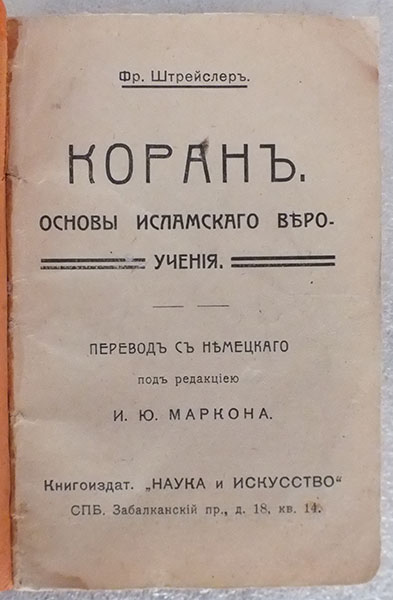 Фр. Штрейслеръ.
КОРАНЪ.
ОСНОВЫ ИСЛАМСКАГО ВѢРО-
УЧЕНІЯ.
ПЕРЕВОДЪ СЪ НѢМЕЦКАГО
подъ редакціею
И. Ю. МАРКОНА.
Книгоиздат. „НАУКА и ИСКУССТВО“
СПБ. Забалканскій пр., д. 18, кв. 14.